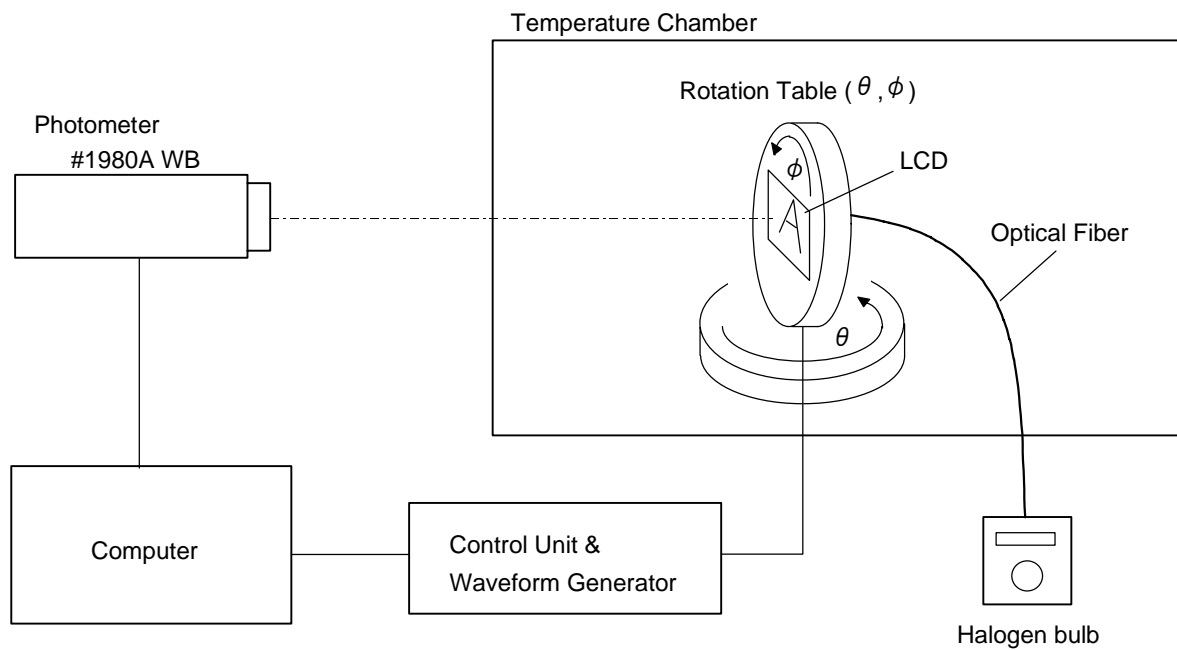 Temperature Chamber
Rotation Table (θ,ϕ)
Photometer
#1980A WB
ϕ
LCD
A
Optical Fiber
θ
Computer
Control Unit &
Waveform Generator
Halogen bulb